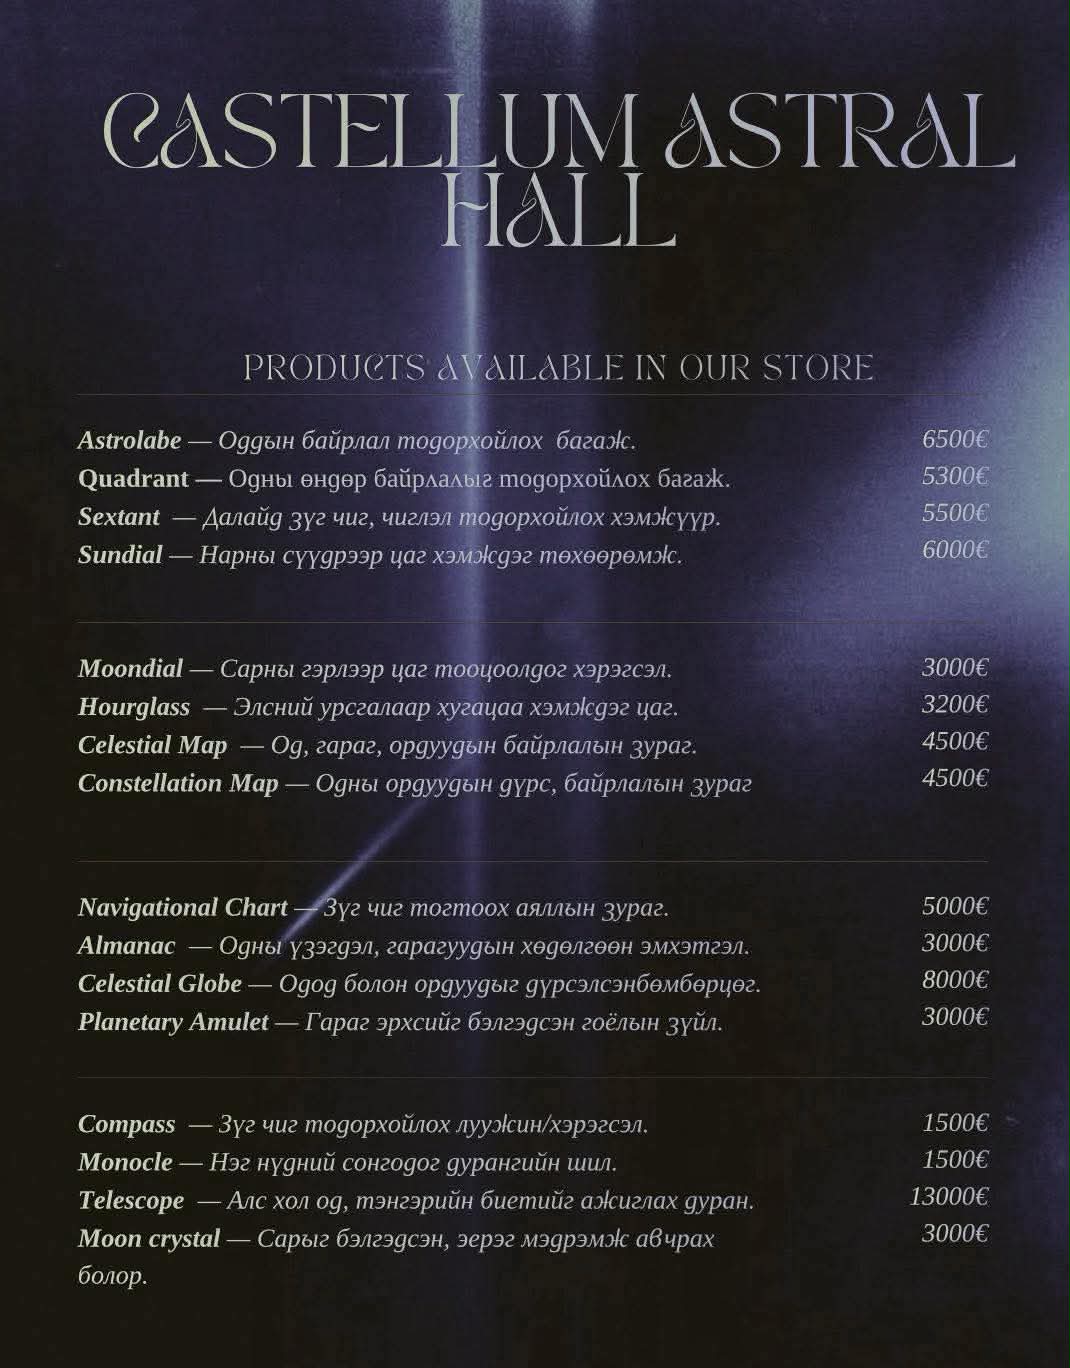 CASTELLUM ASTRAL
HALL
PRODUCTS AVAILABLE IN OUR STORE
Astrolabe — Оддын байрлал тодорхойлох багаж. 6500€
Quadrant — Одны өндөр байрлалыг тодорхойлох багаж. 5300€
Sextant — Далайд зүг чиг, чиглэл тодорхойлох хэмжүүр. 5500€
Sundial — Нарны сүүдрээр цаг хэмждэг төхөөрөмж. 6000€
Moondial — Сарны гэрлээр цаг тооцоолдог хэрэгсэл. 3000€
Hourglass — Элсний урсгалаар хугацаа хэмждэг цаг. 3200€
Celestial Map — Од, гараг, ордуудын байрлалын зураг. 4500€
Constellation Map — Одны ордуудын дүрс, байрлалын зураг 4500€
Navigational Chart — Зүг чиг тогтоох аяллын зураг. 5000€
Almanac — Одны үзэгдэл, гарагуудын хөдөлгөөн эмхэтгэл. 3000€
Celestial Globe — Одод болон ордуудыг дүрсэлсэнбөмбөрцөг. 8000€
Planetary Amulet — Гараг эрхсийг бэлгэдсэн гоёлын зүйл. 3000€
Compass — Зүг чиг тодорхойлох луужин/хэрэгсэл. 1500€
Monocle — Нэг нүдний сонгодог дурангийн шил. 1500€
Telescope — Алс хол од, тэнгэрийн биетийг ажиглах дуран. 13000€
Moon crystal — Сарыг бэлгэдсэн, эерэг мэдрэмж авчрах 3000€
болор.